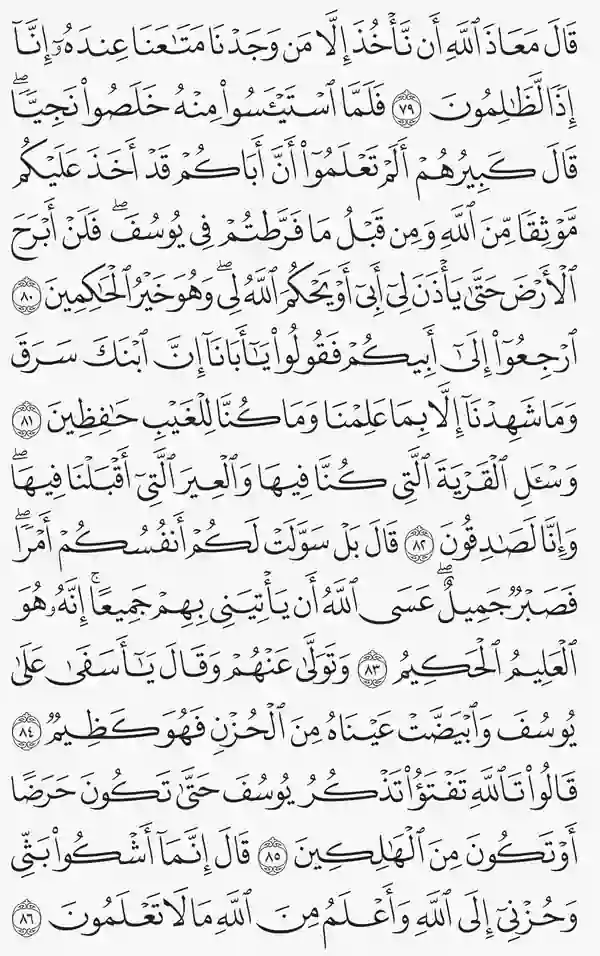 قَالَ مَعَاذَ ٱللَّهِ أَن نَّأْخُذَ إِلَّا مَن وَجَدْنَا مَتَٰعَنَا عِندَهُۥٓ إِنَّآ
إِذًا لَّظَٰلِمُونَ ٧٩ فَلَمَّا ٱسْتَيْـَٔسُوا۟ مِنْهُ خَلَصُوا۟ نَجِيًّا ۖ
قَالَ كَبِيرُهُمْ أَلَمْ تَعْلَمُوٓا۟ أَنَّ أَبَاكُمْ قَدْ أَخَذَ عَلَيْكُم
مَّوْثِقًا مِّنَ ٱللَّهِ وَمِن قَبْلُ مَا فَرَّطتُمْ فِى يُوسُفَ ۖ فَلَنْ أَبْرَحَ
ٱلْأَرْضَ حَتَّىٰ يَأْذَنَ لِىٓ أَبِىٓ أَوْ يَحْكُمَ ٱللَّهُ لِى ۖ وَهُوَ خَيْرُ ٱلْحَٰكِمِينَ ٨٠
ٱرْجِعُوٓا۟ إِلَىٰٓ أَبِيكُمْ فَقُولُوا۟ يَٰٓأَبَانَآ إِنَّ ٱبْنَكَ سَرَقَ
وَمَا شَهِدْنَآ إِلَّا بِمَا عَلِمْنَا وَمَا كُنَّا لِلْغَيْبِ حَٰفِظِينَ ٨١
وَسْـَٔلِ ٱلْقَرْيَةَ ٱلَّتِى كُنَّا فِيهَا وَٱلْعِيرَ ٱلَّتِىٓ أَقْبَلْنَا فِيهَا ۖ
وَإِنَّا لَصَٰدِقُونَ ٨٢ قَالَ بَلْ سَوَّلَتْ لَكُمْ أَنفُسُكُمْ أَمْرًا ۖ
فَصَبْرٌ جَمِيلٌ ۖ عَسَى ٱللَّهُ أَن يَأْتِيَنِى بِهِمْ جَمِيعًا ۚ إِنَّهُۥ هُوَ
ٱلْعَلِيمُ ٱلْحَكِيمُ ٨٣ وَتَوَلَّىٰ عَنْهُمْ وَقَالَ يَٰٓأَسَفَىٰ عَلَىٰ
يُوسُفَ وَٱبْيَضَّتْ عَيْنَاهُ مِنَ ٱلْحُزْنِ فَهُوَ كَظِيمٌ ٨٤
قَالُوا۟ تَٱللَّهِ تَفْتَؤُا۟ تَذْكُرُ يُوسُفَ حَتَّىٰ تَكُونَ حَرَضًا
أَوْ تَكُونَ مِنَ ٱلْهَٰلِكِينَ ٨٥ قَالَ إِنَّمَآ أَشْكُوا۟ بَثِّى
وَحُزْنِىٓ إِلَى ٱللَّهِ وَأَعْلَمُ مِنَ ٱللَّهِ مَا لَا تَعْلَمُونَ ٨٦